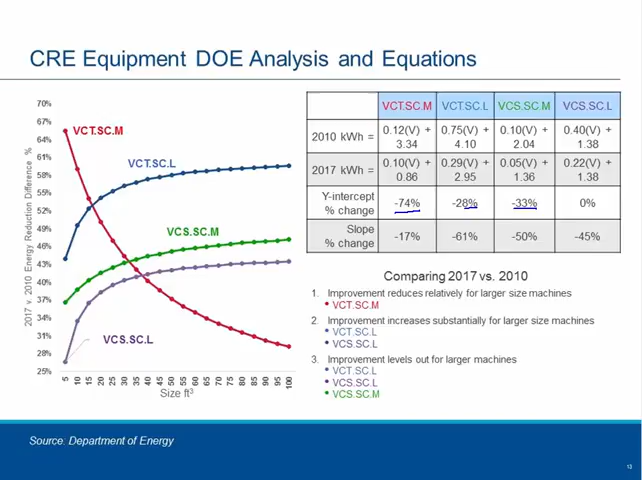 CRE Equipment DOE Analysis and Equations
2017 v. 2010 Energy Reduction Difference %
70%
67%
64%
61%
58%
55%
52%
49%
46%
43%
40%
37%
34%
31%
28%
25%
VCT.SC.M
VCT.SC.L
VCS.SC.M
VCS.SC.L
5 10 15 20 25 30 35 40 45 50 55 60 65 70 75 80 85 90 95 100
Size ft3
VCT.SC.M VCT.SC.L VCS.SC.M VCS.SC.L
2010 kWh = 0.12(V) + 3.34 0.75(V) + 4.10 0.10(V) + 2.04 0.40(V) + 1.38
2017 kWh = 0.10(V) + 0.86 0.29(V) + 2.95 0.05(V) + 1.36 0.22(V) + 1.38
Y-intercept % change -74% -28% -33% 0%
Slope % change -17% -61% -50% -45%
Comparing 2017 vs. 2010
1. Improvement reduces relatively for larger size machines
• VCT.SC.M
2. Improvement increases substantially for larger size machines
• VCT.SC.L
• VCS.SC.L
3. Improvement levels out for larger machines
• VCT.SC.L
• VCS.SC.L
• VCS.SC.M
Source: Department of Energy
13